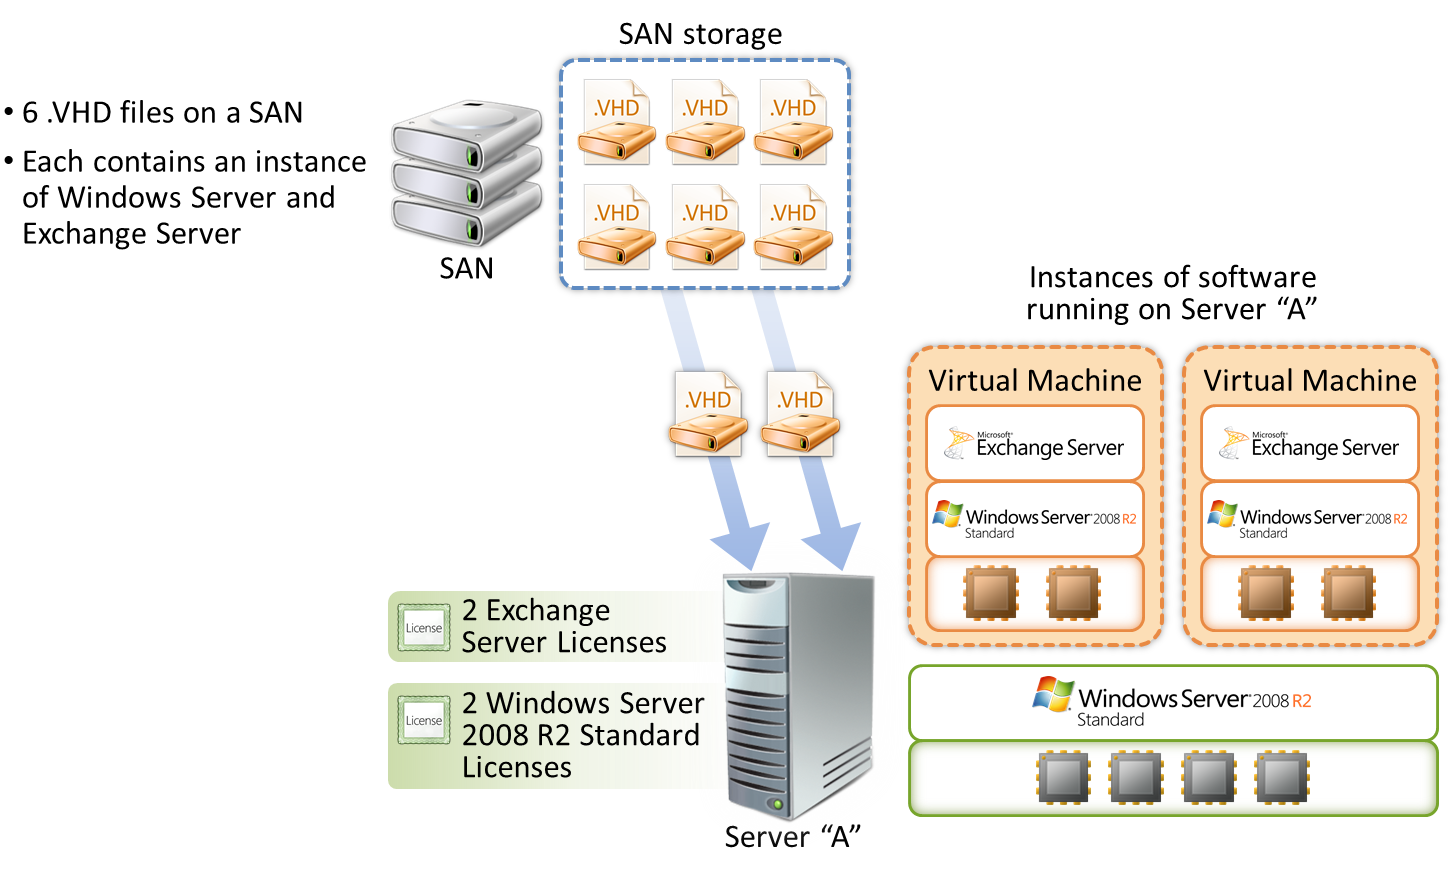 SAN storage
• 6 .VHD files on a SAN
• Each contains an instance
of Windows Server and
Exchange Server
.VHD .VHD .VHD
.VHD .VHD .VHD
SAN
Instances of software
running on Server “A”
.VHD .VHD
Virtual Machine
Microsoft®
Exchange Server
Windows Server® 2008 R2
Standard
Virtual Machine
Microsoft®
Exchange Server
Windows Server® 2008 R2
Standard
License
2 Exchange
Server Licenses
License
2 Windows Server
2008 R2 Standard
Licenses
Windows Server® 2008 R2
Standard
Server “A”